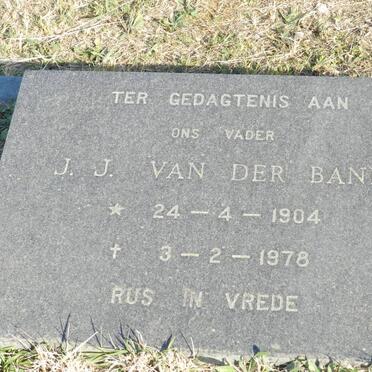 TER GEDAGTENIS AAN
ONS VADER
J. J. VAN DER BAN
* 24 – 4 – 1904
† 3 – 2 – 1978
RUS IN VREDE